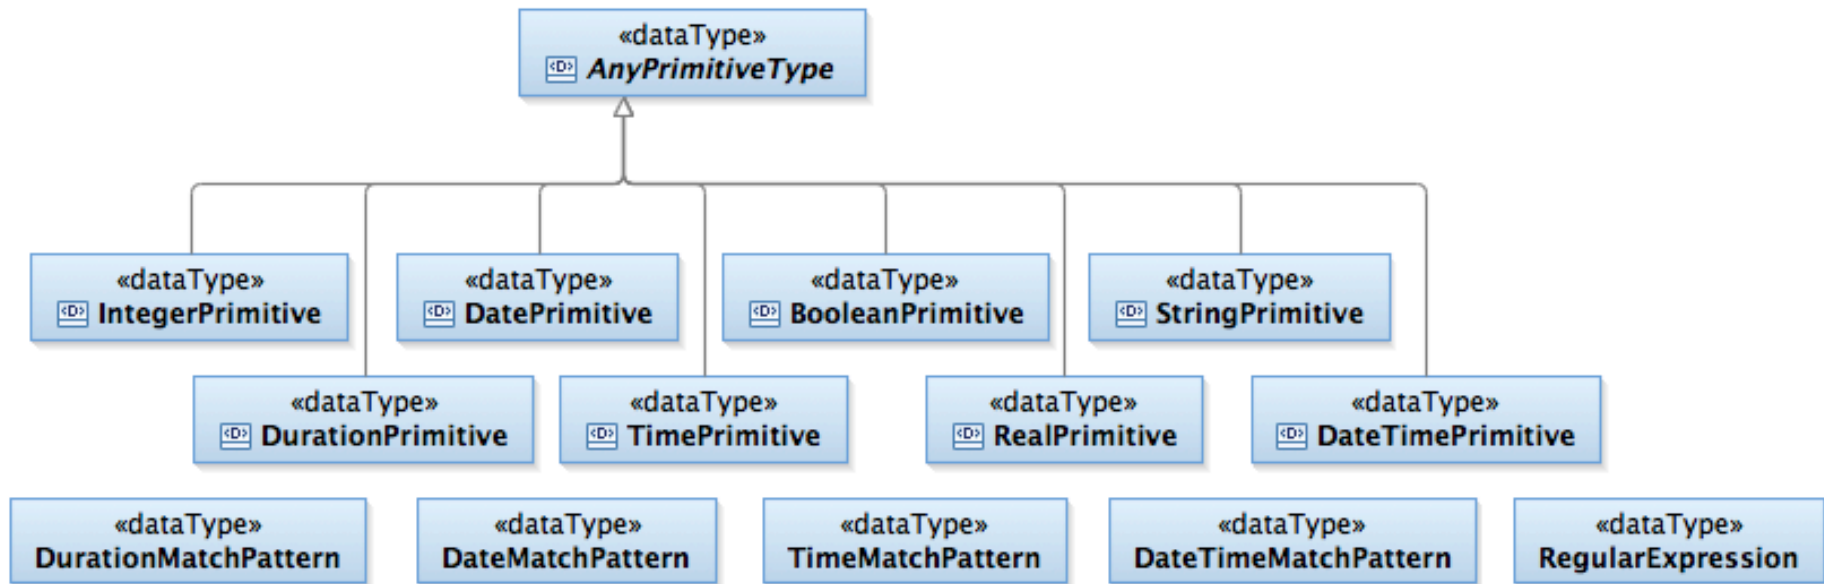 «dataType»
<D> AnyPrimitiveType
«dataType»
<D> IntegerPrimitive
«dataType»
<D> DatePrimitive
«dataType»
<D> BooleanPrimitive
«dataType»
<D> StringPrimitive
«dataType»
<D> DurationPrimitive
«dataType»
<D> TimePrimitive
«dataType»
<D> RealPrimitive
«dataType»
<D> DateTimePrimitive
«dataType»
DurationMatchPattern
«dataType»
DateMatchPattern
«dataType»
TimeMatchPattern
«dataType»
DateTimeMatchPattern
«dataType»
RegularExpression